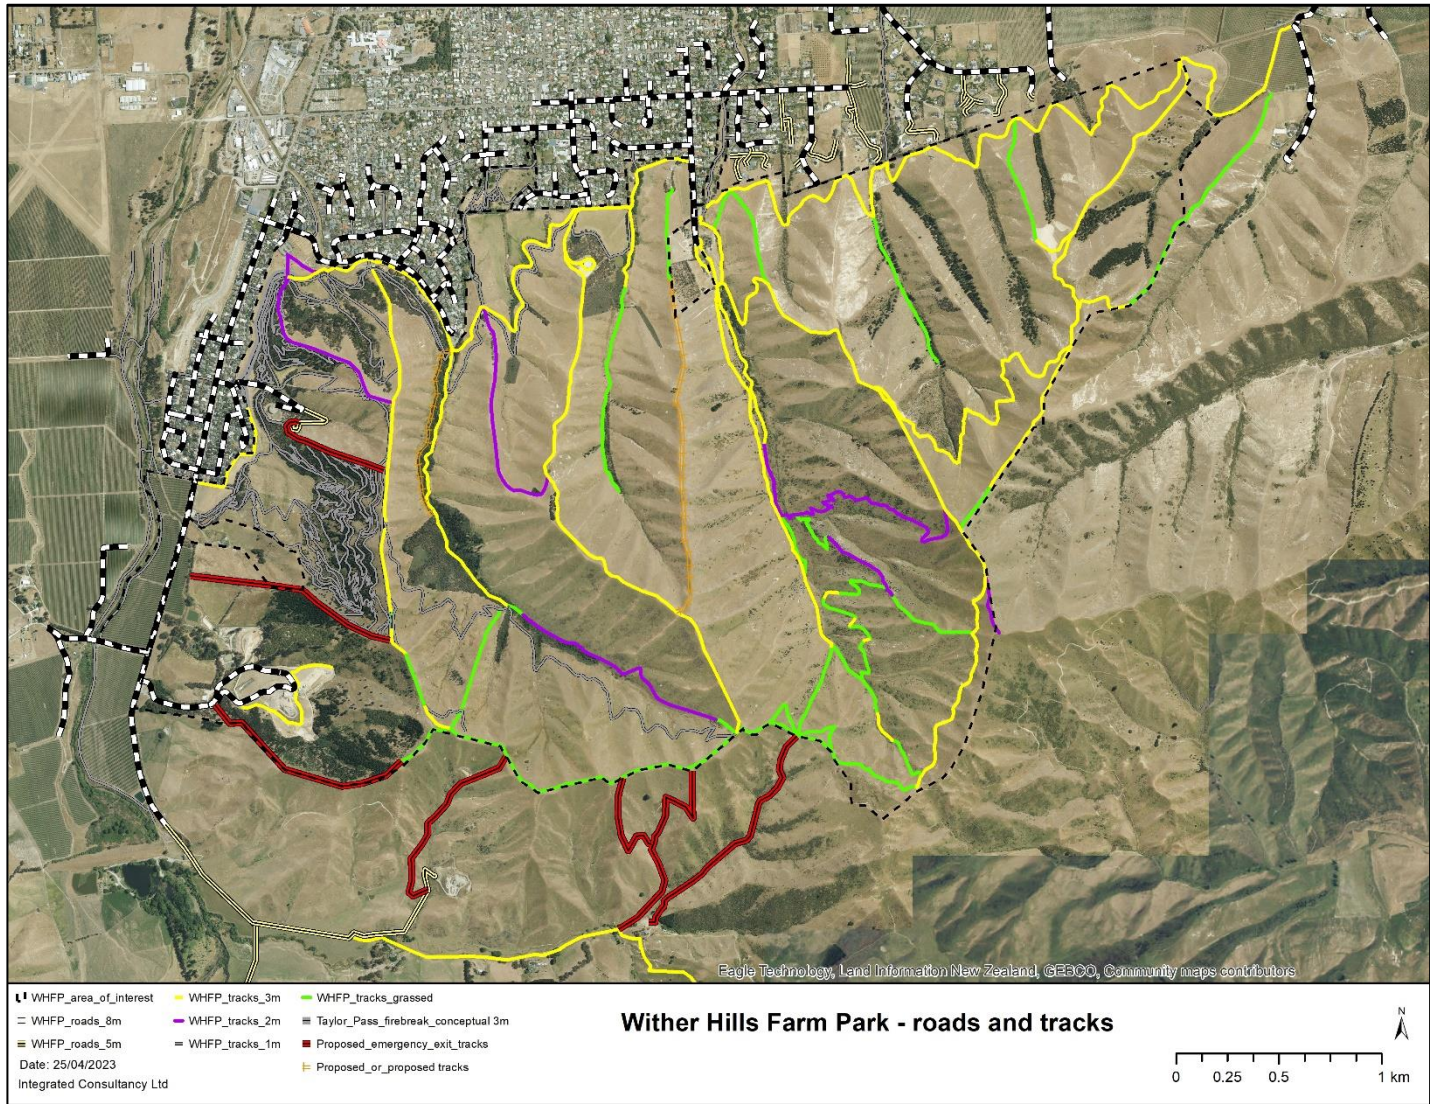 Eagle Technology, Land Information New Zealand, GEBCO, Community maps contributors
WHFP_area_of_interest
WHFP_roads_8m
WHFP_roads_5m
Date: 25/04/2023
Integrated Consultancy Ltd
WHFP_tracks_3m
WHFP_tracks_2m
WHFP_tracks_1m
WHFP_tracks_grassed
Taylor_Pass_firebreak_conceptual 3m
Proposed_emergency_exit_tracks
Proposed_or_proposed tracks
Wither Hills Farm Park - roads and tracks
N
0 0.25 0.5 1 km